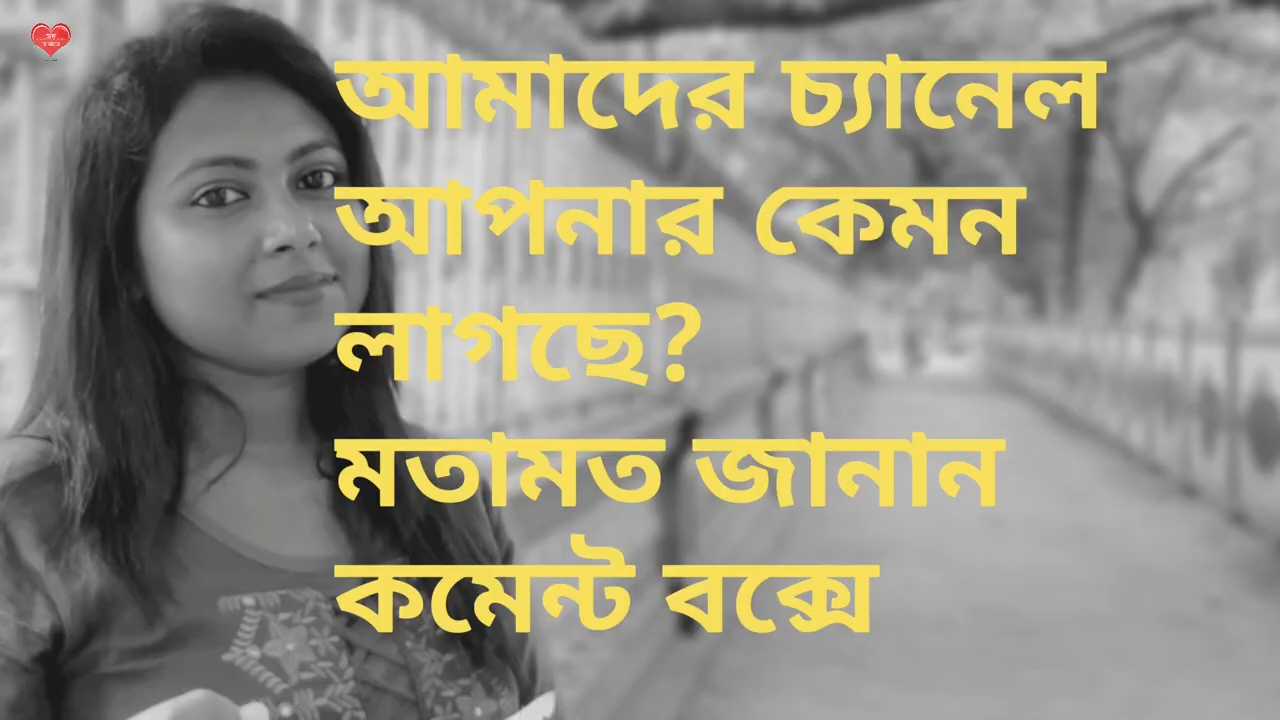 আমাদের চ্যানেল
আপনার কেমন
লাগছে?
মতামত জানান
কমেন্ট বক্সে